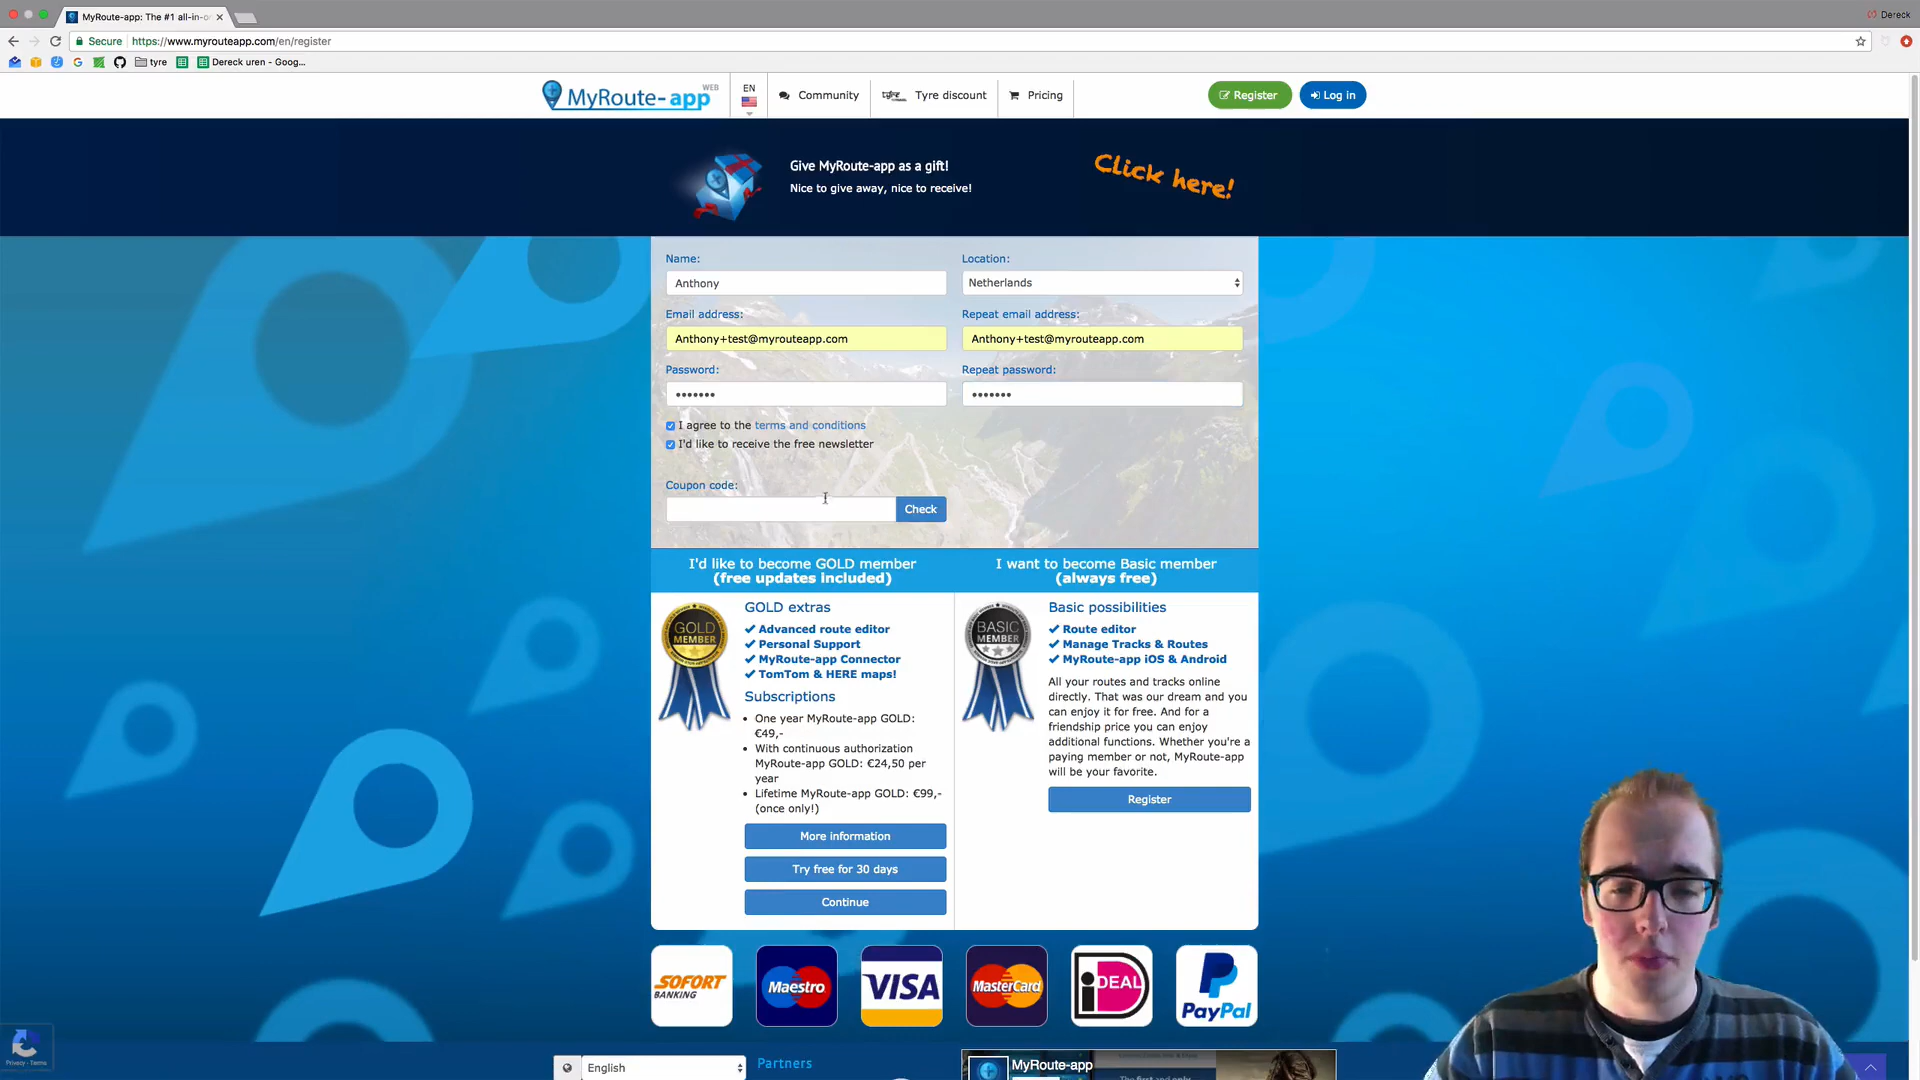 MyRoute-app: The #1 all-in-o
Dereck
Secure
https://www.myrouteapp.com/en/register
tyre
Dereck uren - Goog...
MyRoute-app WEB
EN
Community
Tyre discount
Pricing
Register
Log in
Give MyRoute-app as a gift!
Nice to give away, nice to receive!
Click here!
Name:
Location:
Anthony
Netherlands
Email address:
Repeat email address:
Anthony+test@myrouteapp.com
Anthony+test@myrouteapp.com
Password:
Repeat password:
•••••••
•••••••
I agree to the terms and conditions
I'd like to receive the free newsletter
Coupon code:
Check
I'd like to become GOLD member
(free updates included)
I want to become Basic member
(always free)
GOLD
MEMBER
GOLD extras
Advanced route editor
Personal Support
MyRoute-app Connector
TomTom & HERE maps!
Subscriptions
One year MyRoute-app GOLD:
€49,-
With continuous authorization
MyRoute-app GOLD: €24,50 per
year
Lifetime MyRoute-app GOLD: €99,-
(once only!)
More information
Try free for 30 days
Continue
BASIC
MEMBER
Basic possibilities
Route editor
Manage Tracks & Routes
MyRoute-app iOS & Android
All your routes and tracks online
directly. That was our dream and you
can enjoy it for free. And for a
friendship price you can enjoy
additional functions. Whether you're a
paying member or not, MyRoute-app
will be your favorite.
Register
SOFORT
BANKING
Maestro
VISA
MasterCard
iDEAL
PayPal
Privacy - Terms
English
Partners
MyRoute-app